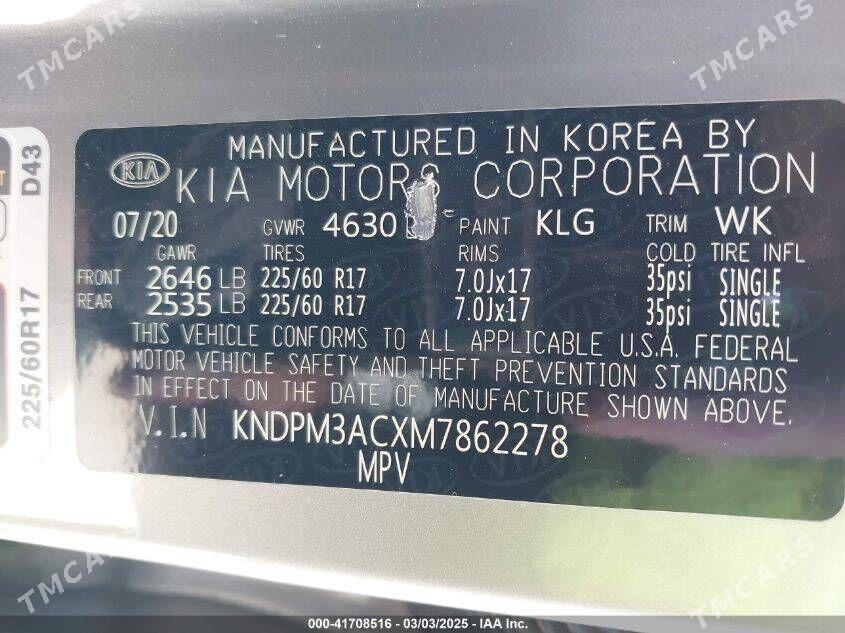 TMCARS
TMCARS
MANUFACTURED IN KOREA BY
KIA KIA MOTORS CORPORATION
07/20 GVWR 4630 PAINT KLG TRIM WK
GAWR TIRES RIMS COLD TIRE INFL
FRONT 2646 LB 225/60 R17 7.0Jx17 35psi SINGLE
REAR 2535 LB 225/60 R17 7.0Jx17 35psi SINGLE
THIS VEHICLE CONFORMS TO ALL APPLICABLE U.S.A. FEDERAL
MOTOR VEHICLE SAFETY AND THEFT PREVENTION STANDARDS
IN EFFECT ON THE DATE OF MANUFACTURE SHOWN ABOVE.
V.I.N KNDPM3ACXM7862278
MPV
D43
225/60R17
TMCARS
TMCARS
TMCARS
000-41708516 - 03/03/2025 - IAA Inc.